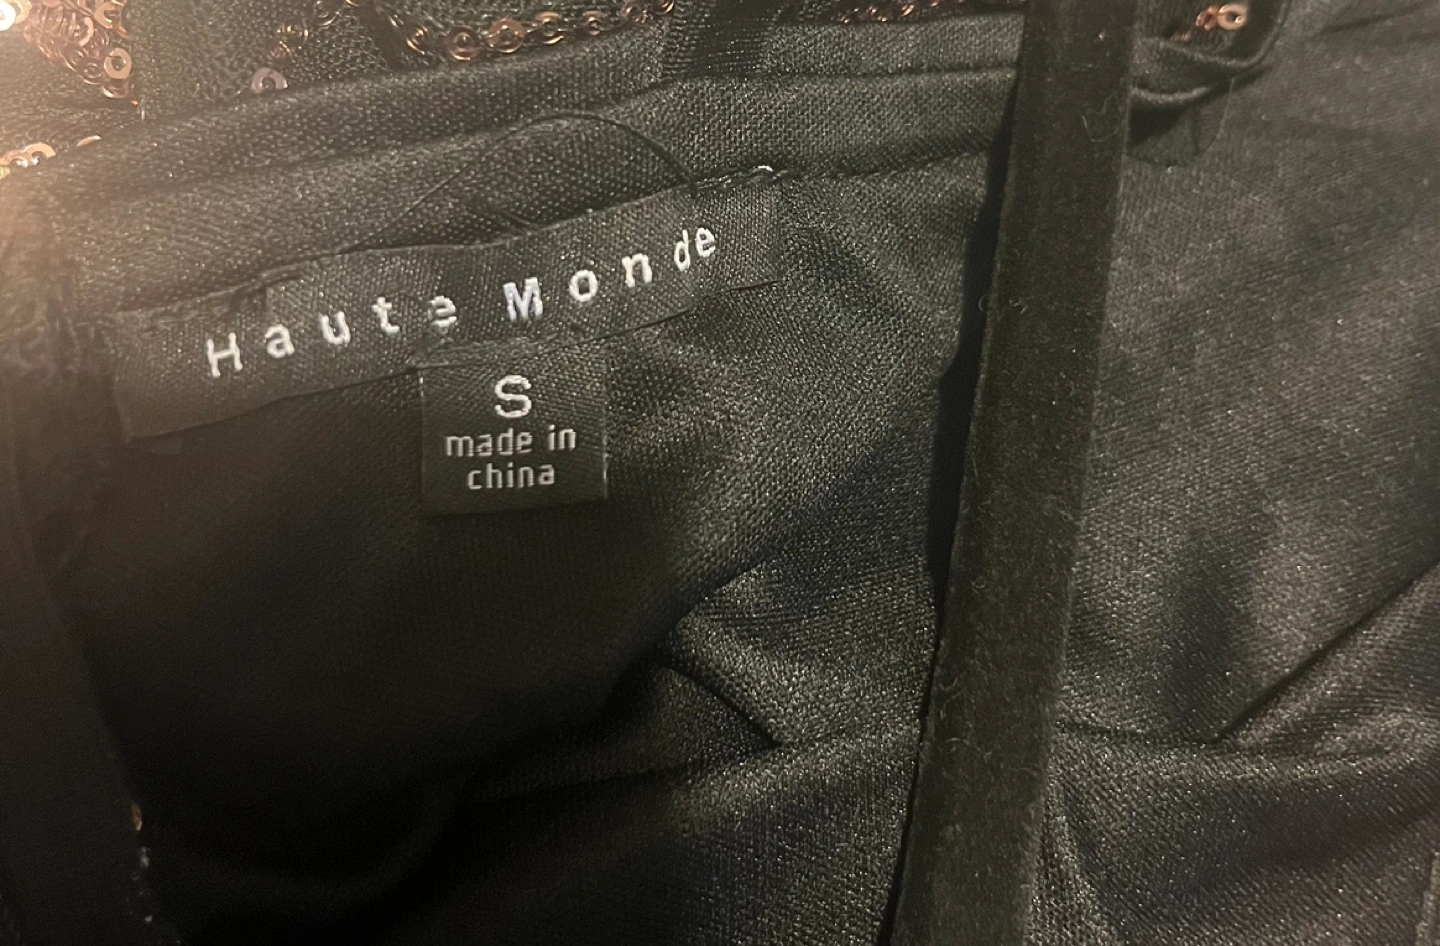 Haute Monde
S
made in
china